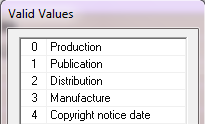 Valid Values
0 Production
1 Publication
2 Distribution
3 Manufacture
4 Copyright notice date